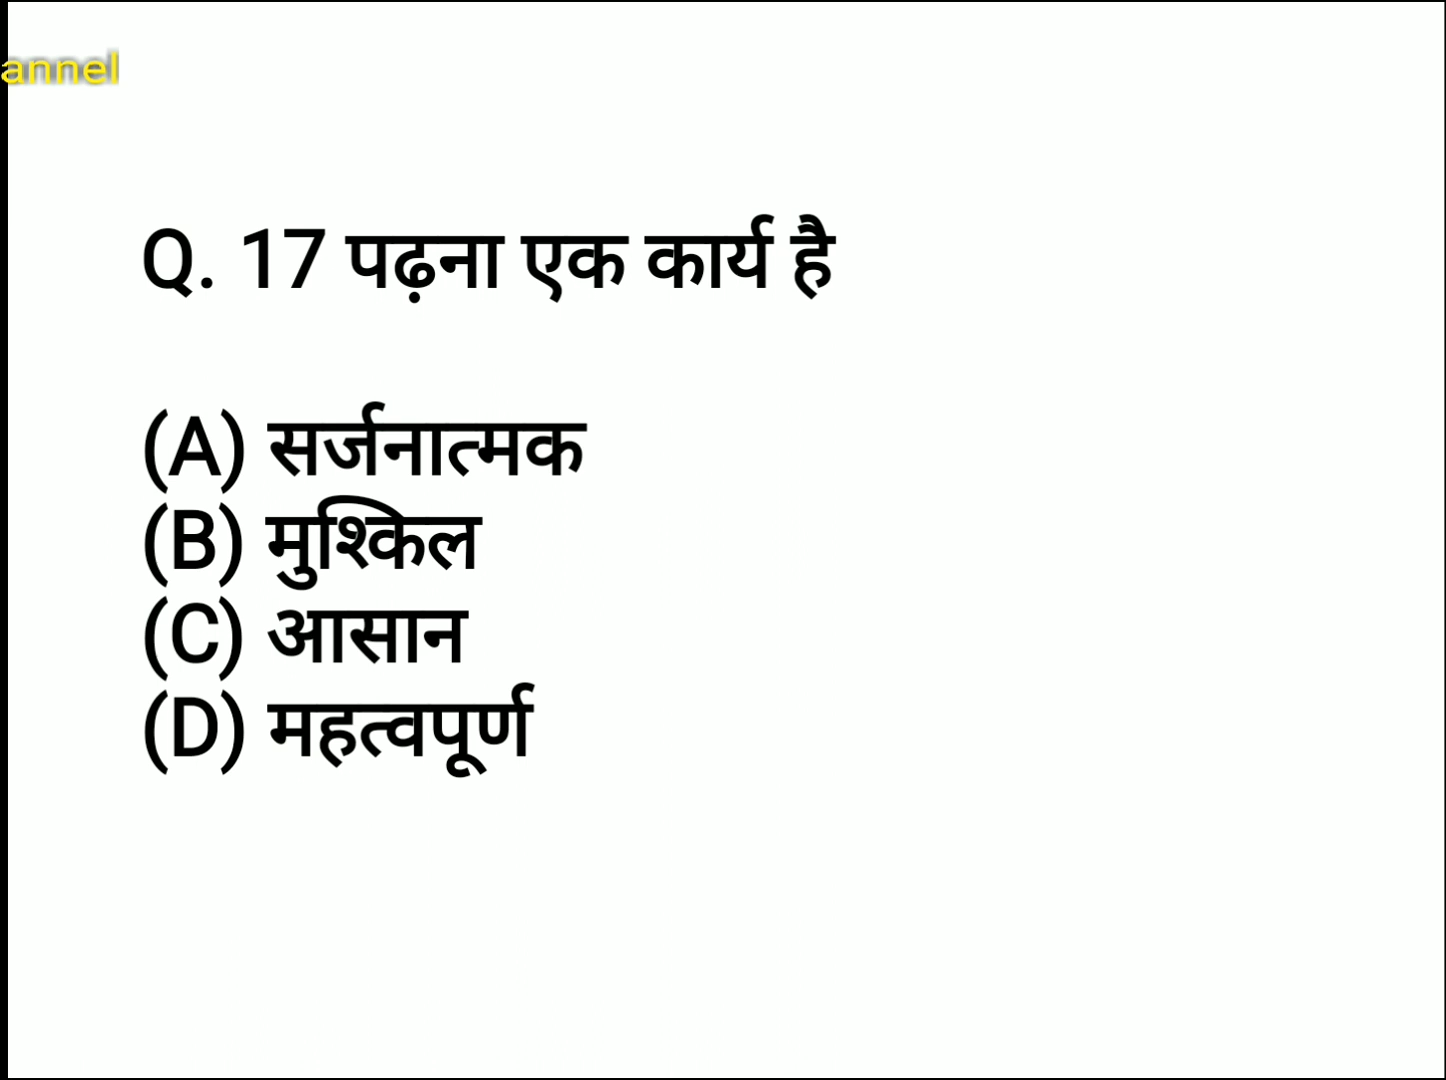 annel
Q. 17 पढ़ना एक कार्य है
(A) सर्जनात्मक
(B) मुश्किल
(C) आसान
(D) महत्वपूर्ण